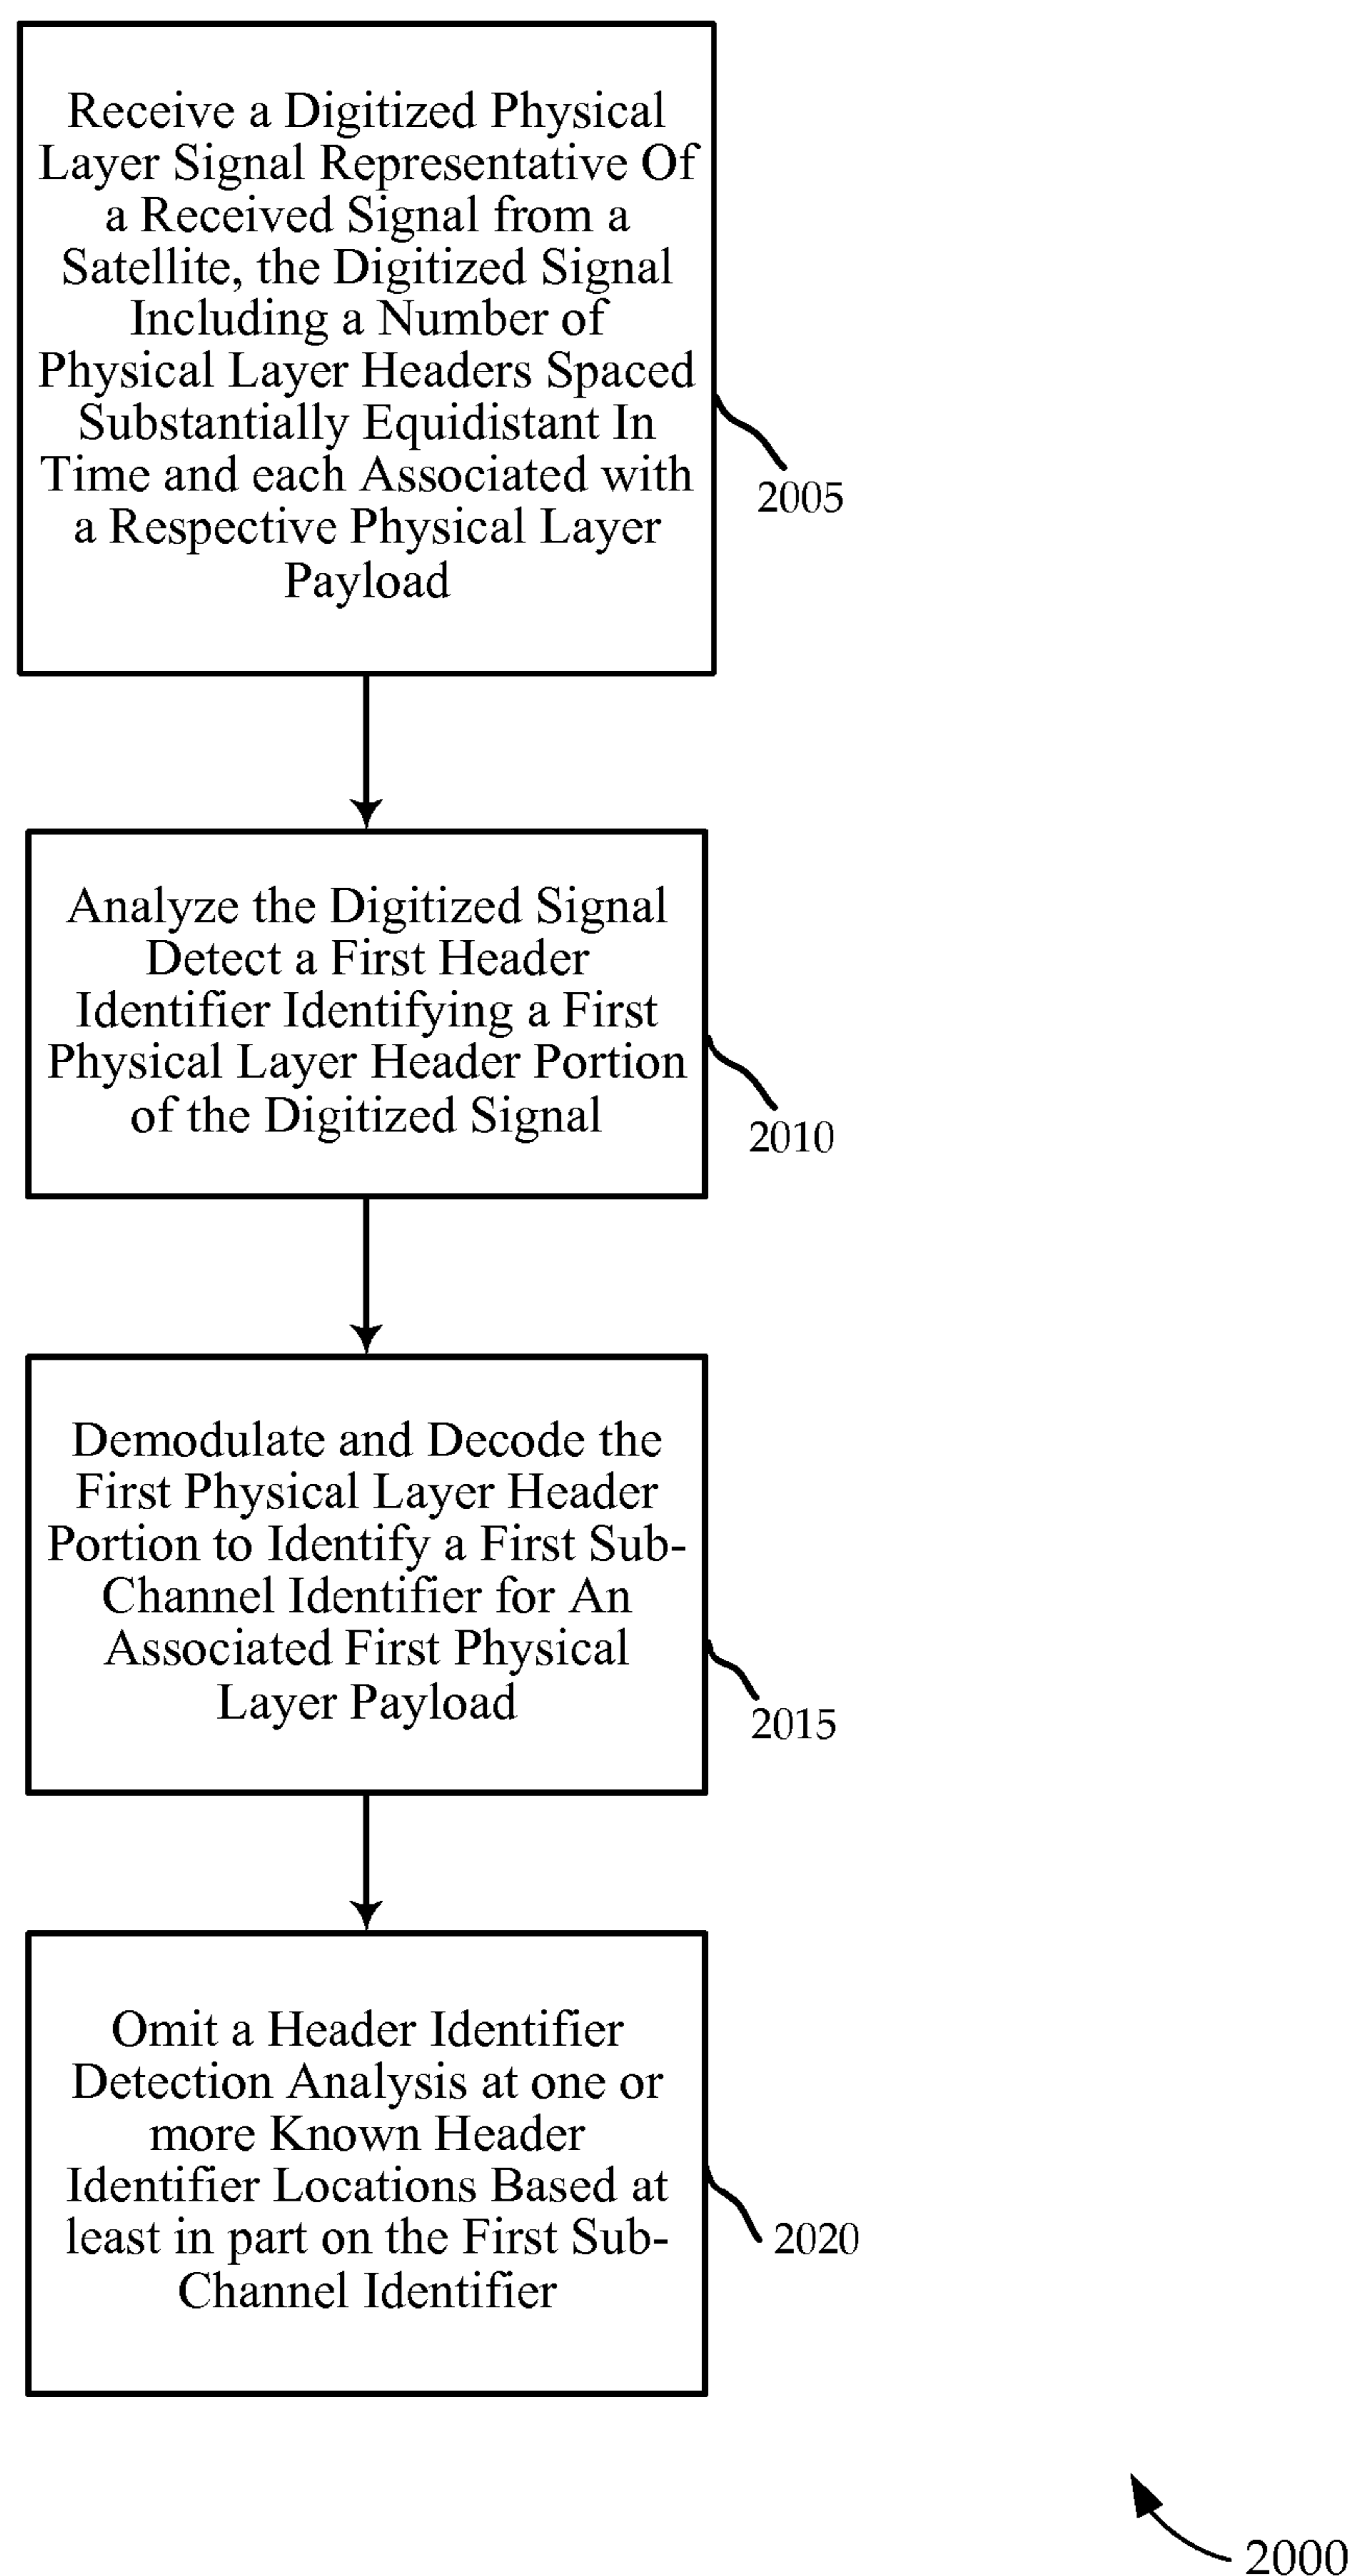 Receive a Digitized Physical
Layer Signal Representative Of
a Received Signal from a
Satellite, the Digitized Signal
Including a Number of
Physical Layer Headers Spaced
Substantially Equidistant In
Time and each Associated with
a Respective Physical Layer
Payload
2005
Analyze the Digitized Signal
Detect a First Header
Identifier Identifying a First
Physical Layer Header Portion
of the Digitized Signal
2010
Demodulate and Decode the
First Physical Layer Header
Portion to Identify a First Sub-
Channel Identifier for An
Associated First Physical
Layer Payload
2015
Omit a Header Identifier
Detection Analysis at one or
more Known Header
Identifier Locations Based at
least in part on the First Sub-
Channel Identifier
2020
2000